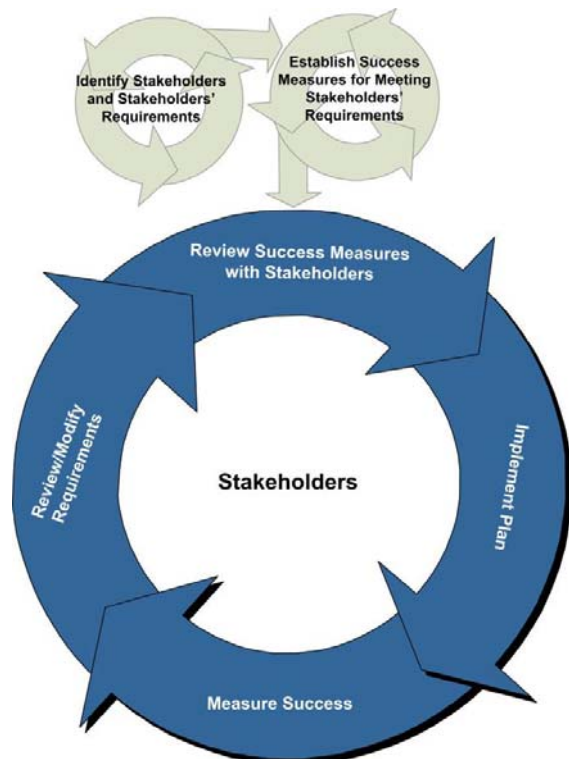 Identify Stakeholders
and Stakeholders'
Requirements
Establish Success
Measures for Meeting
Stakeholders'
Requirements
Review Success Measures
with Stakeholders
Implement Plan
Measure Success
Review/Modify
Requirements
Stakeholders